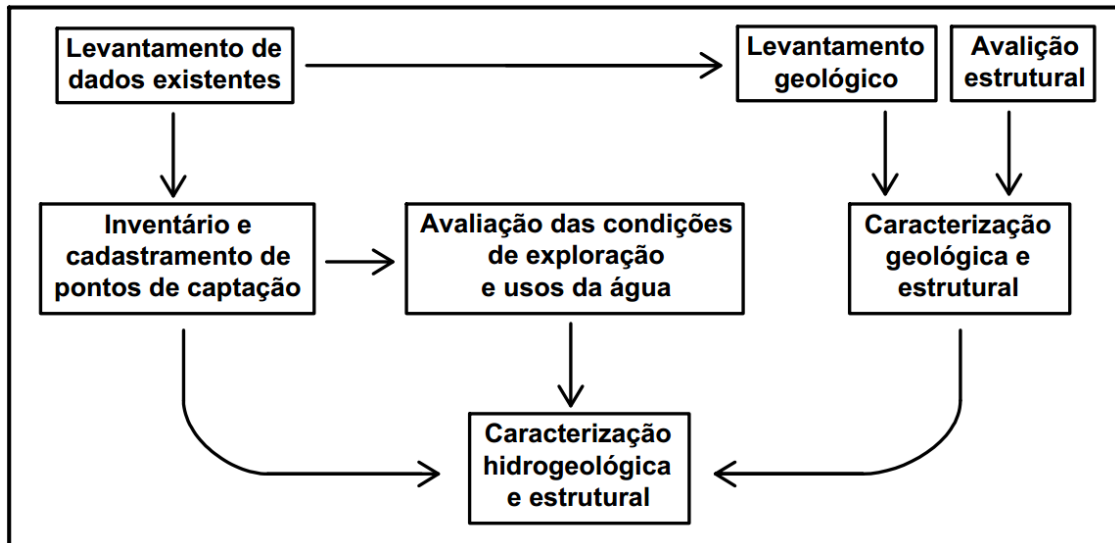 Levantamento de
dados existentes
Levantamento
geológico
Avalição
estrutural
Inventário e
cadastramento de
pontos de captação
Avaliação das condições
de exploração
e usos da água
Caracterização
geológica e
estrutural
Caracterização
hidrogeológica
e estrutural